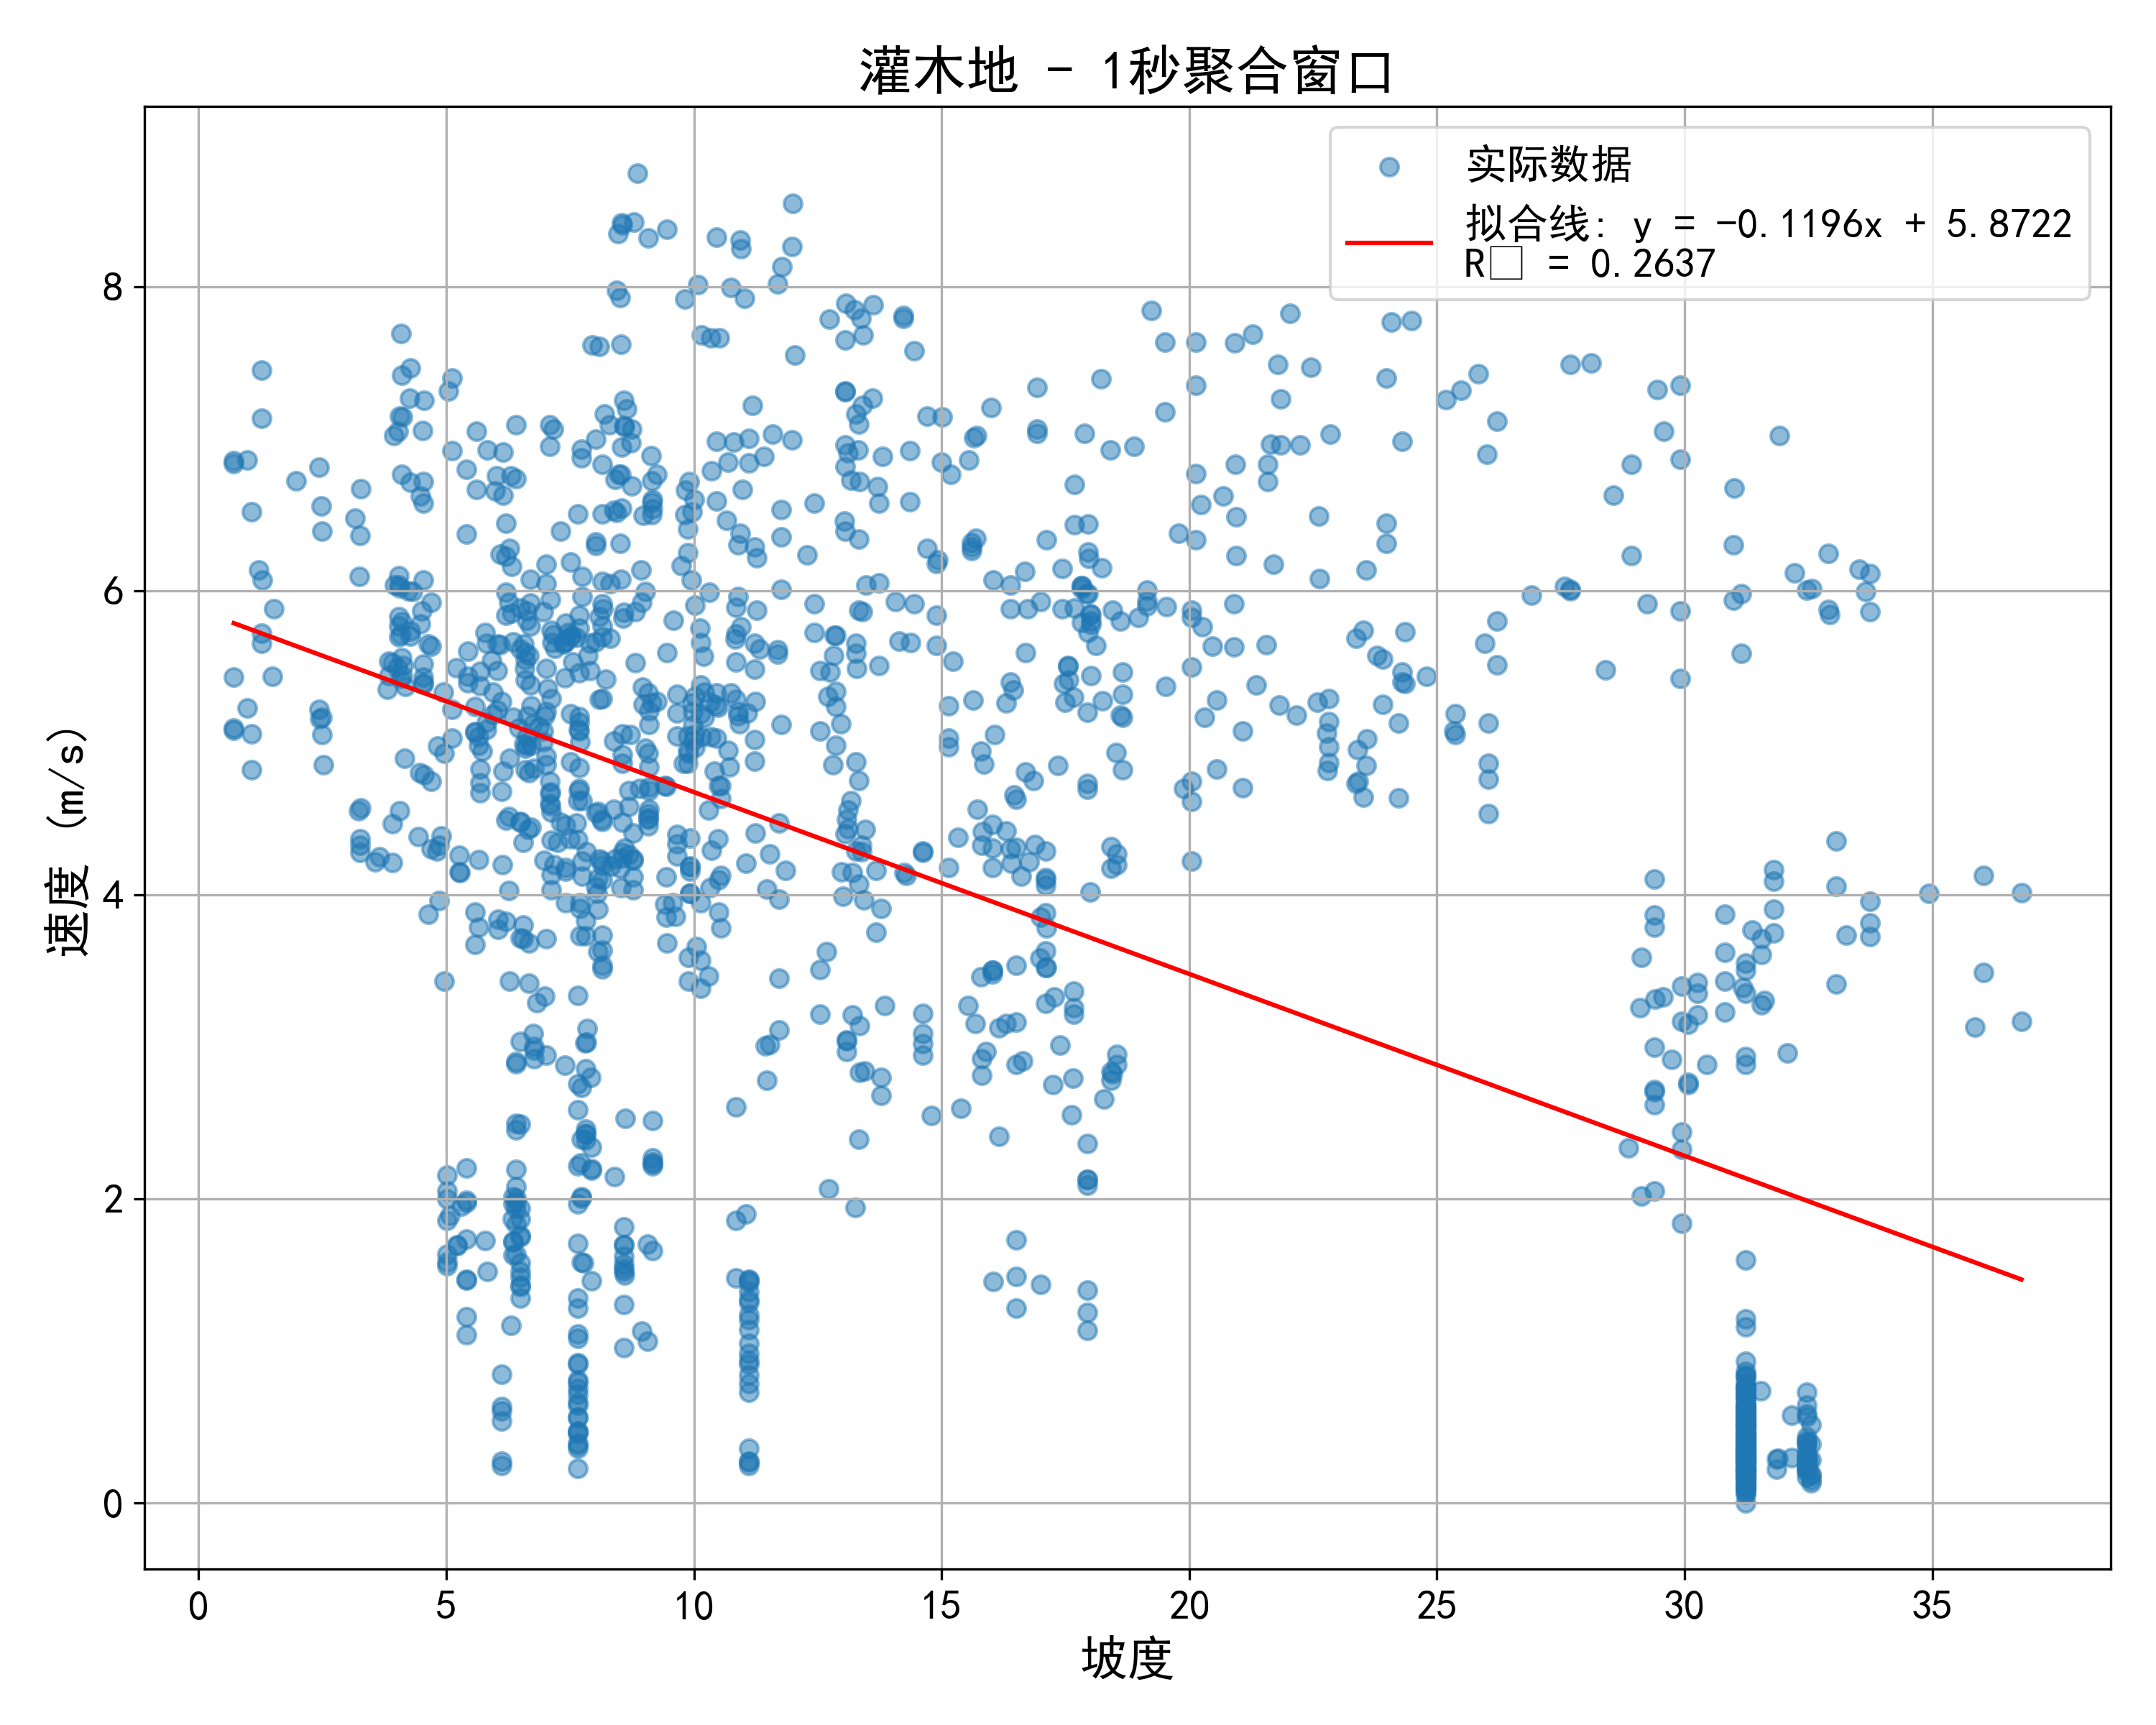 灌木地 - 1秒聚合窗口
实际数据
拟合线: y = -0.1196x + 5.8722
R□ = 0.2637
速度 (m/s)
8
6
4
2
0
0 5 10 15 20 25 30 35
坡度